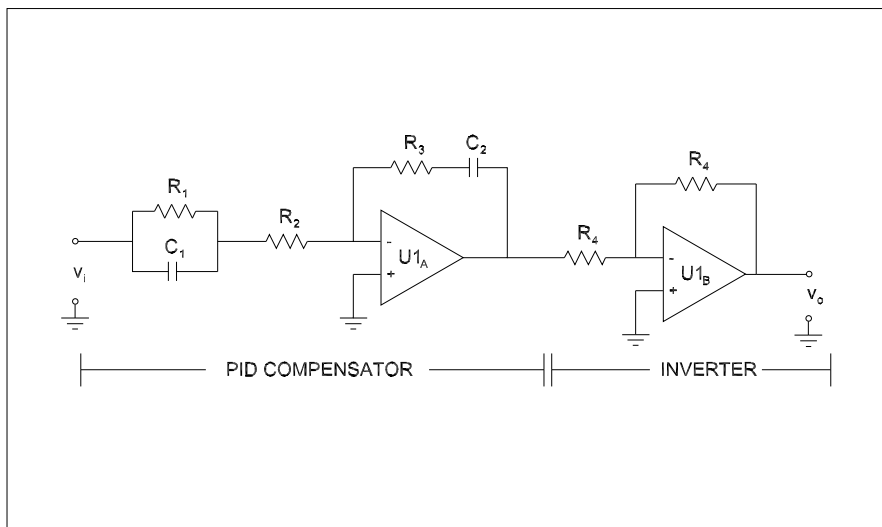 R3
C2
R4
R1
R2
C1
R4
-
U1A
+
-
U1B
+
vi
vo
PID COMPENSATOR
INVERTER